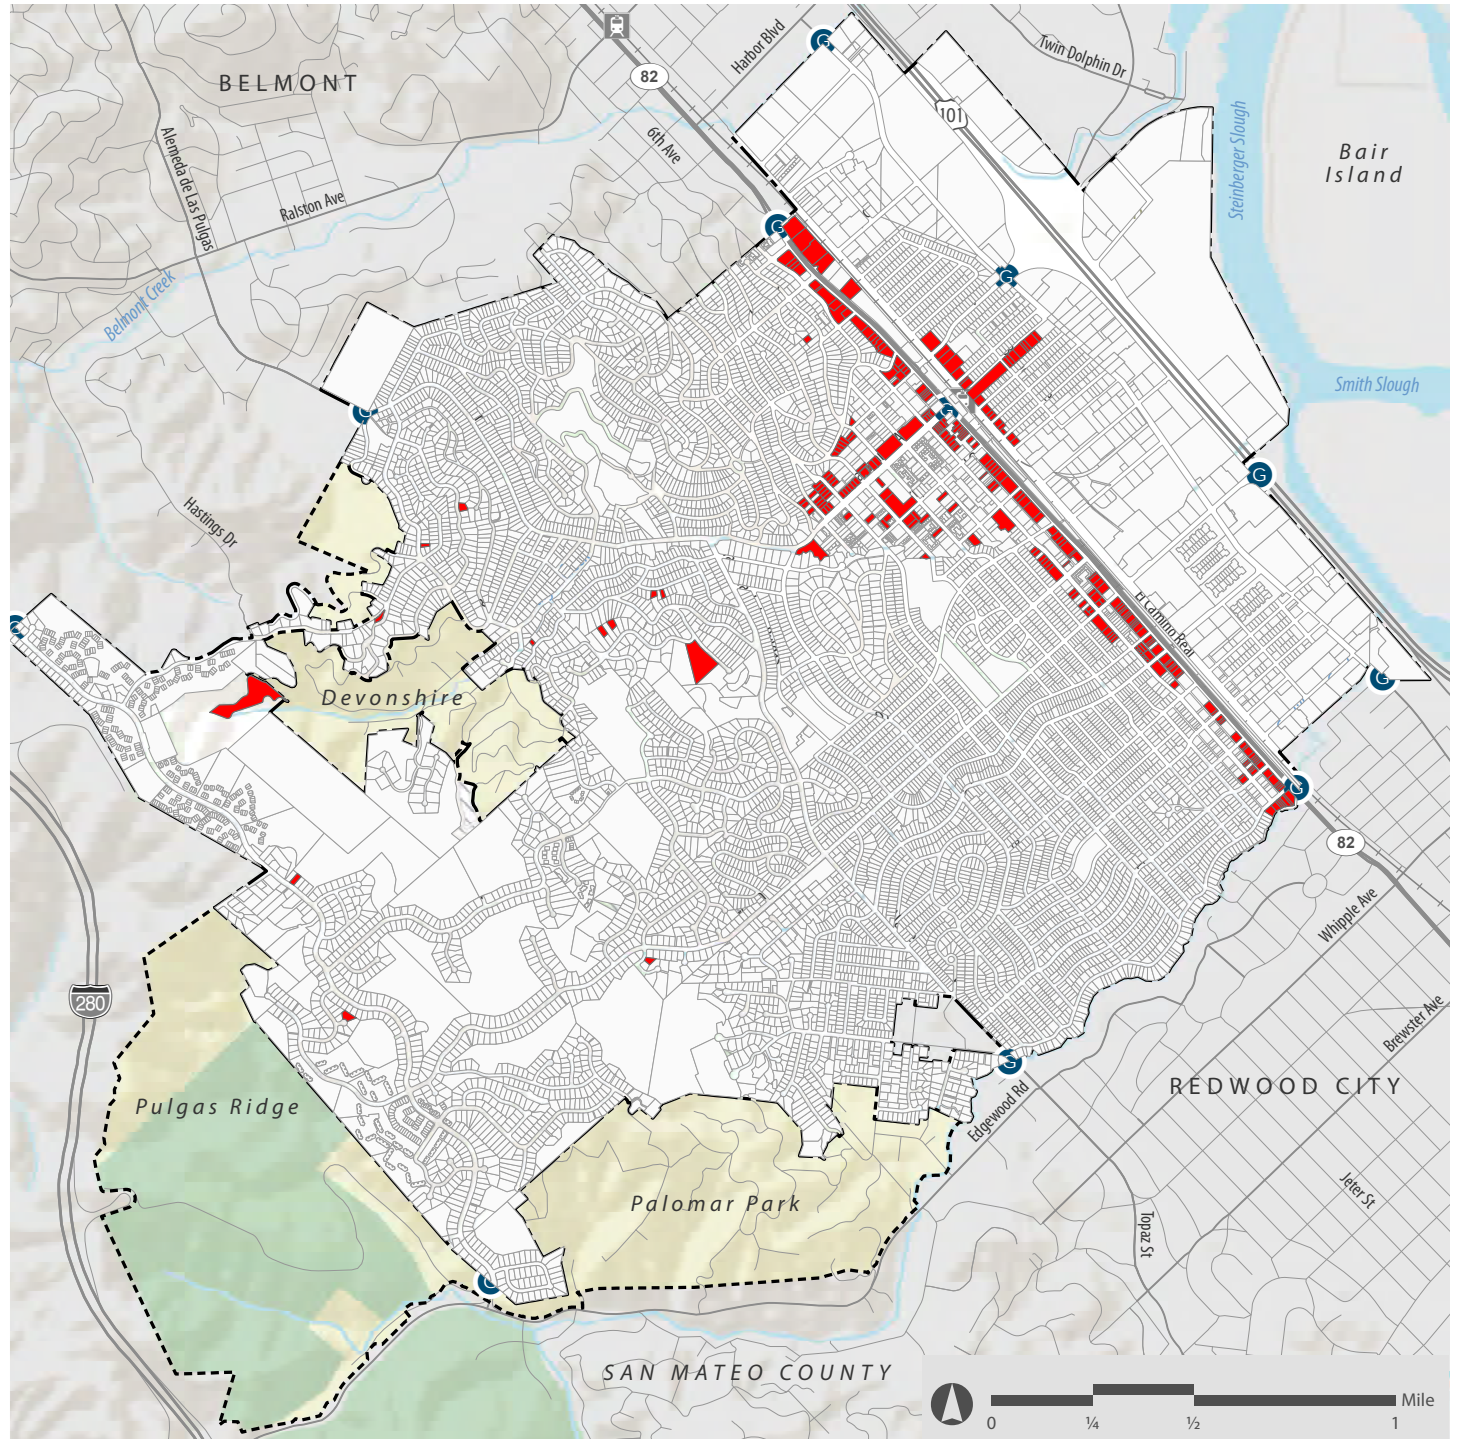 BELMONT
82
Harbor Blvd
Twin Dolphin Dr
G
101
6th Ave
Steinberger Slough
Bair
Island
Alemeda de Las Pulgas
Ralston Ave
G
Belmont Creek
G
Smith Slough
G
G
G
Hastings Dr
El Camino Real
G
Devonshire
G
G
82
Whipple Ave
280
Brewster Ave
G
REDWOOD CITY
Edgewood Rd
Pulgas Ridge
Palomar Park
Jeter St
Topaz St
G
SAN MATEO COUNTY
Mile
0 ¼ ½ 1